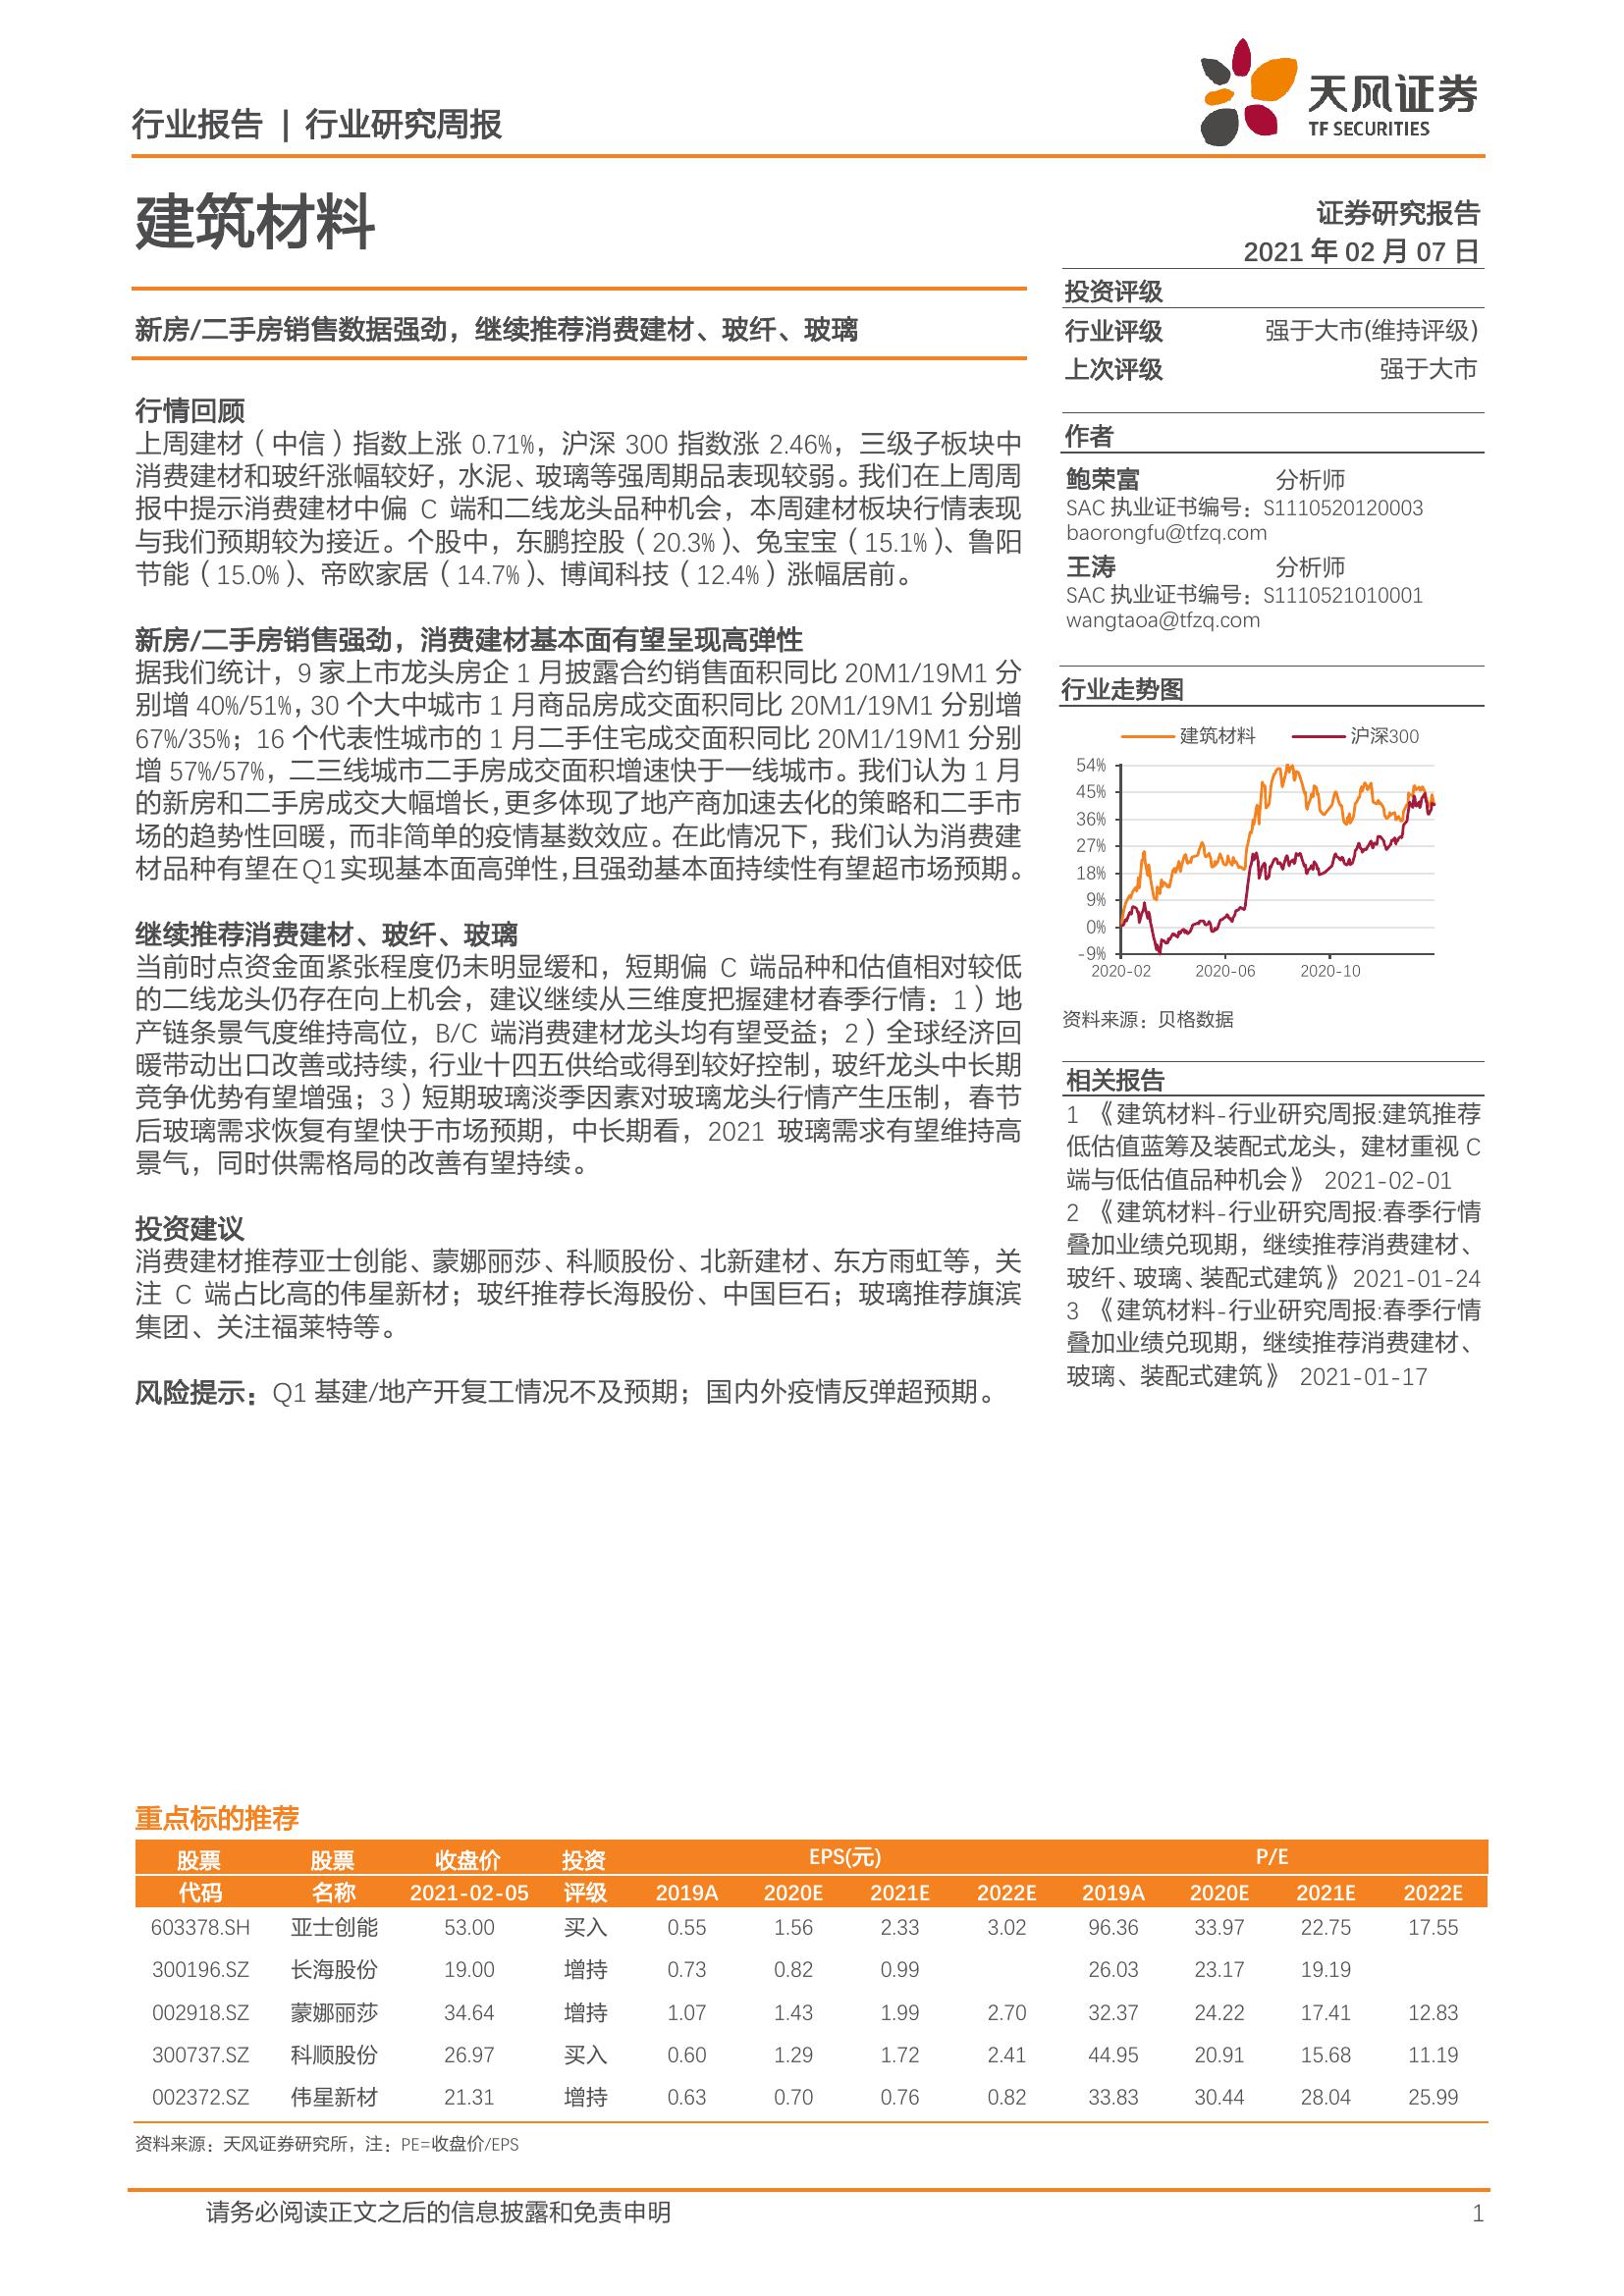 行业报告 | 行业研究周报
天风证券
TF SECURITIES
建筑材料
证券研究报告
2021 年 02 月 07 日
新房/二手房销售数据强劲，继续推荐消费建材、玻纤、玻璃
行情回顾
上周建材（中信）指数上涨 0.71%，沪深 300 指数涨 2.46%，三级子板块中
消费建材和玻纤涨幅较好，水泥、玻璃等强周期品表现较弱。我们在上周周
报中提示消费建材中偏 C 端和二线龙头品种机会，本周建材板块行情表现
与我们预期较为接近。个股中，东鹏控股（20.3%）、兔宝宝（15.1%）、鲁阳
节能（15.0%）、帝欧家居（14.7%）、博闻科技（12.4%）涨幅居前。
新房/二手房销售强劲，消费建材基本面有望呈现高弹性
据我们统计，9 家上市龙头房企 1 月披露合约销售面积同比 20M1/19M1 分
别增 40%/51%，30 个大中城市 1 月商品房成交面积同比 20M1/19M1 分别增
67%/35%；16 个代表性城市的 1 月二手住宅成交面积同比 20M1/19M1 分别
增 57%/57%，二三线城市二手房成交面积增速快于一线城市。我们认为 1 月
的新房和二手房成交大幅增长，更多体现了地产商加速去化的策略和二手市
场的趋势性回暖，而非简单的疫情基数效应。在此情况下，我们认为消费建
材品种有望在 Q1 实现基本面高弹性，且强劲基本面持续性有望超市场预期。
继续推荐消费建材、玻纤、玻璃
当前时点资金面紧张程度仍未明显缓和，短期偏 C 端品种和估值相对较低
的二线龙头仍存在向上机会，建议继续从三维度把握建材春季行情：1）地
产链条景气度维持高位，B/C 端消费建材龙头均有望受益；2）全球经济回
暖带动出口改善或持续，行业十四五供给或得到较好控制，玻纤龙头中长期
竞争优势有望增强；3）短期玻璃淡季因素对玻璃龙头行情产生压制，春节
后玻璃需求恢复有望快于市场预期，中长期看，2021 玻璃需求有望维持高
景气，同时供需格局的改善有望持续。
投资建议
消费建材推荐亚士创能、蒙娜丽莎、科顺股份、北新建材、东方雨虹等，关
注 C 端占比高的伟星新材；玻纤推荐长海股份、中国巨石；玻璃推荐旗滨
集团、关注福莱特等。
风险提示：Q1 基建/地产开复工情况不及预期；国内外疫情反弹超预期。
投资评级
行业评级 强于大市(维持评级)
上次评级 强于大市
作者
鲍荣富 分析师
SAC 执业证书编号：S1110520120003
baorongfu@tfzq.com
王涛 分析师
SAC 执业证书编号：S1110521010001
wangtaoa@tfzq.com
行业走势图
建筑材料 沪深300
54%
45%
36%
27%
18%
9%
0%
-9%
2020-02 2020-06 2020-10
资料来源：贝格数据
相关报告
1 《建筑材料-行业研究周报:建筑推荐
低估值蓝筹及装配式龙头，建材重视 C
端与低估值品种机会》 2021-02-01
2 《建筑材料-行业研究周报:春季行情
叠加业绩兑现期，继续推荐消费建材、
玻纤、玻璃、装配式建筑》 2021-01-24
3 《建筑材料-行业研究周报:春季行情
叠加业绩兑现期，继续推荐消费建材、
玻璃、装配式建筑》 2021-01-17
重点标的推荐
股票 股票 收盘价 投资 EPS(元) P/E
代码 名称 2021-02-05 评级 2019A 2020E 2021E 2022E 2019A 2020E 2021E 2022E
603378.SH 亚士创能 53.00 买入 0.55 1.56 2.33 3.02 96.36 33.97 22.75 17.55
300196.SZ 长海股份 19.00 增持 0.73 0.82 0.99 26.03 23.17 19.19
002918.SZ 蒙娜丽莎 34.64 增持 1.07 1.43 1.99 2.70 32.37 24.22 17.41 12.83
300737.SZ 科顺股份 26.97 买入 0.60 1.29 1.72 2.41 44.95 20.91 15.68 11.19
002372.SZ 伟星新材 21.31 增持 0.63 0.70 0.76 0.82 33.83 30.44 28.04 25.99
资料来源：天风证券研究所，注：PE=收盘价/EPS
请务必阅读正文之后的信息披露和免责申明 1